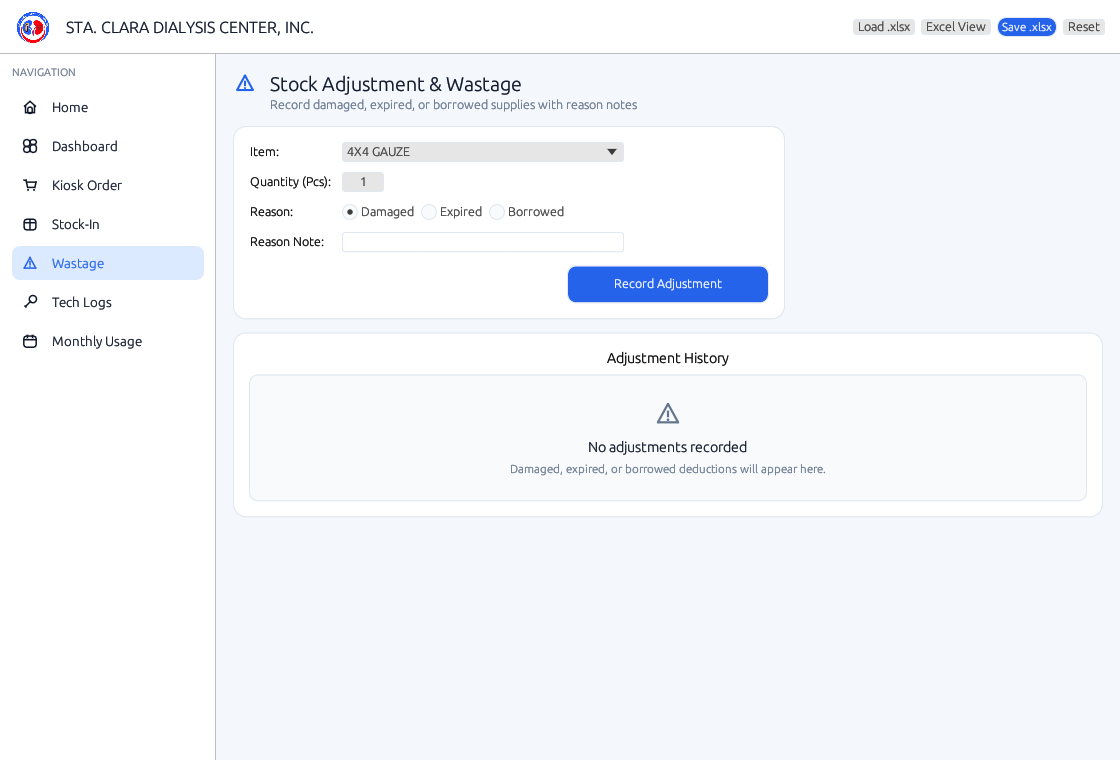 STA. CLARA DIALYSIS CENTER, INC.
Load .xlsx
Excel View
Save .xlsx
Reset
NAVIGATION
Home
Dashboard
Kiosk Order
Stock-In
Wastage
Tech Logs
Monthly Usage
Stock Adjustment & Wastage
Record damaged, expired, or borrowed supplies with reason notes
Item:
4X4 GAUZE
Quantity (Pcs):
1
Reason:
Damaged
Expired
Borrowed
Reason Note:
Record Adjustment
Adjustment History
No adjustments recorded
Damaged, expired, or borrowed deductions will appear here.